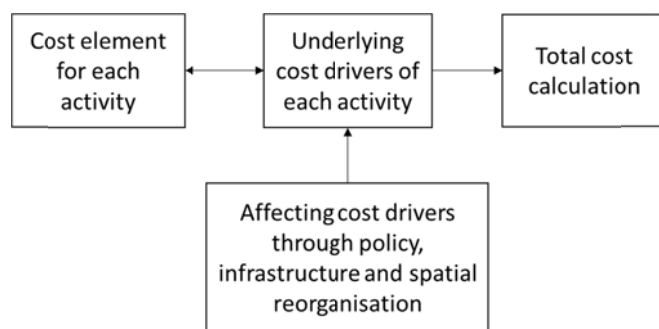 Cost element
for each
activity
Underlying
cost drivers of
each activity
Total cost
calculation
Affecting cost drivers
through policy,
infrastructure and spatial
reorganisation